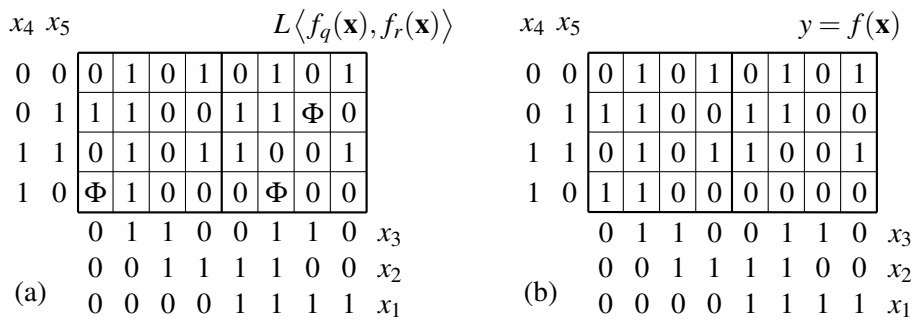 x4 x5 L⟨fq(x), fr(x)⟩
0 0 0 1 0 1 0 1 0 1
0 1 1 1 0 0 1 1 Φ 0
1 1 0 1 0 1 1 0 0 1
1 0 Φ 1 0 0 0 Φ 0 0
0 1 1 0 0 1 1 0 x3
0 0 1 1 1 1 0 0 x2
(a) 0 0 0 0 1 1 1 1 x1
x4 x5 y = f(x)
0 0 0 1 0 1 0 1 0 1
0 1 1 1 0 0 1 1 0 0
1 1 0 1 0 1 1 0 0 1
1 0 1 1 0 0 0 0 0 0
0 1 1 0 0 1 1 0 x3
0 0 1 1 1 1 0 0 x2
(b) 0 0 0 0 1 1 1 1 x1